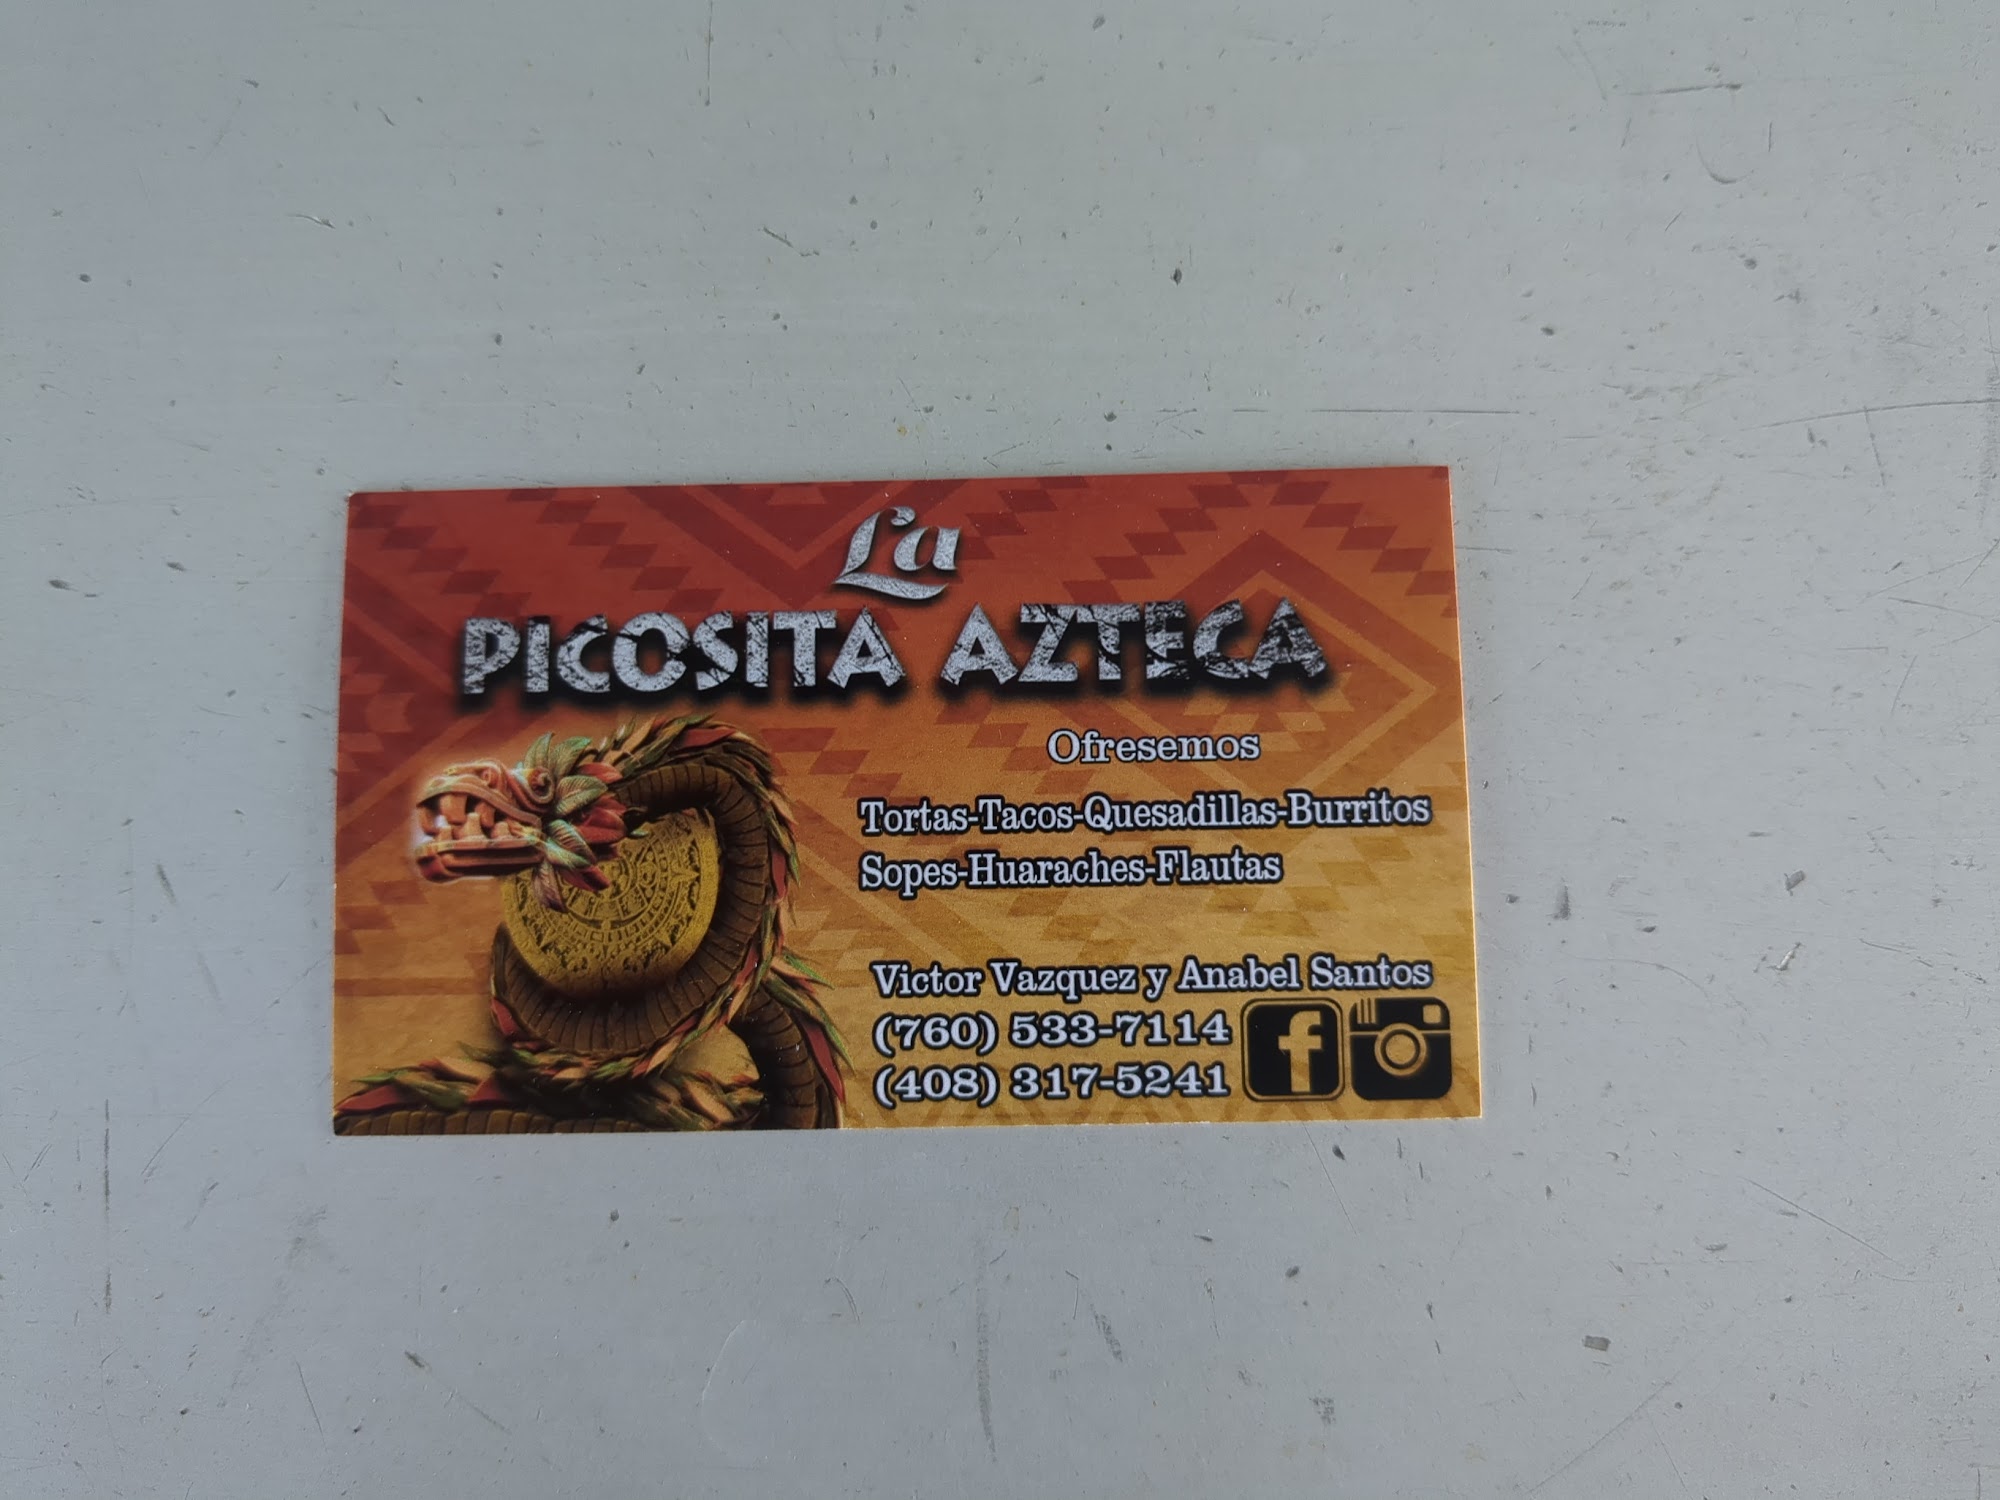 La
PICOSITA AZTECA
Ofresemos
Tortas-Tacos-Quesadillas-Burritos
Sopes-Huaraches-Flautas
Victor Vazquez y Anabel Santos
(760) 533-7114
(408) 317-5241